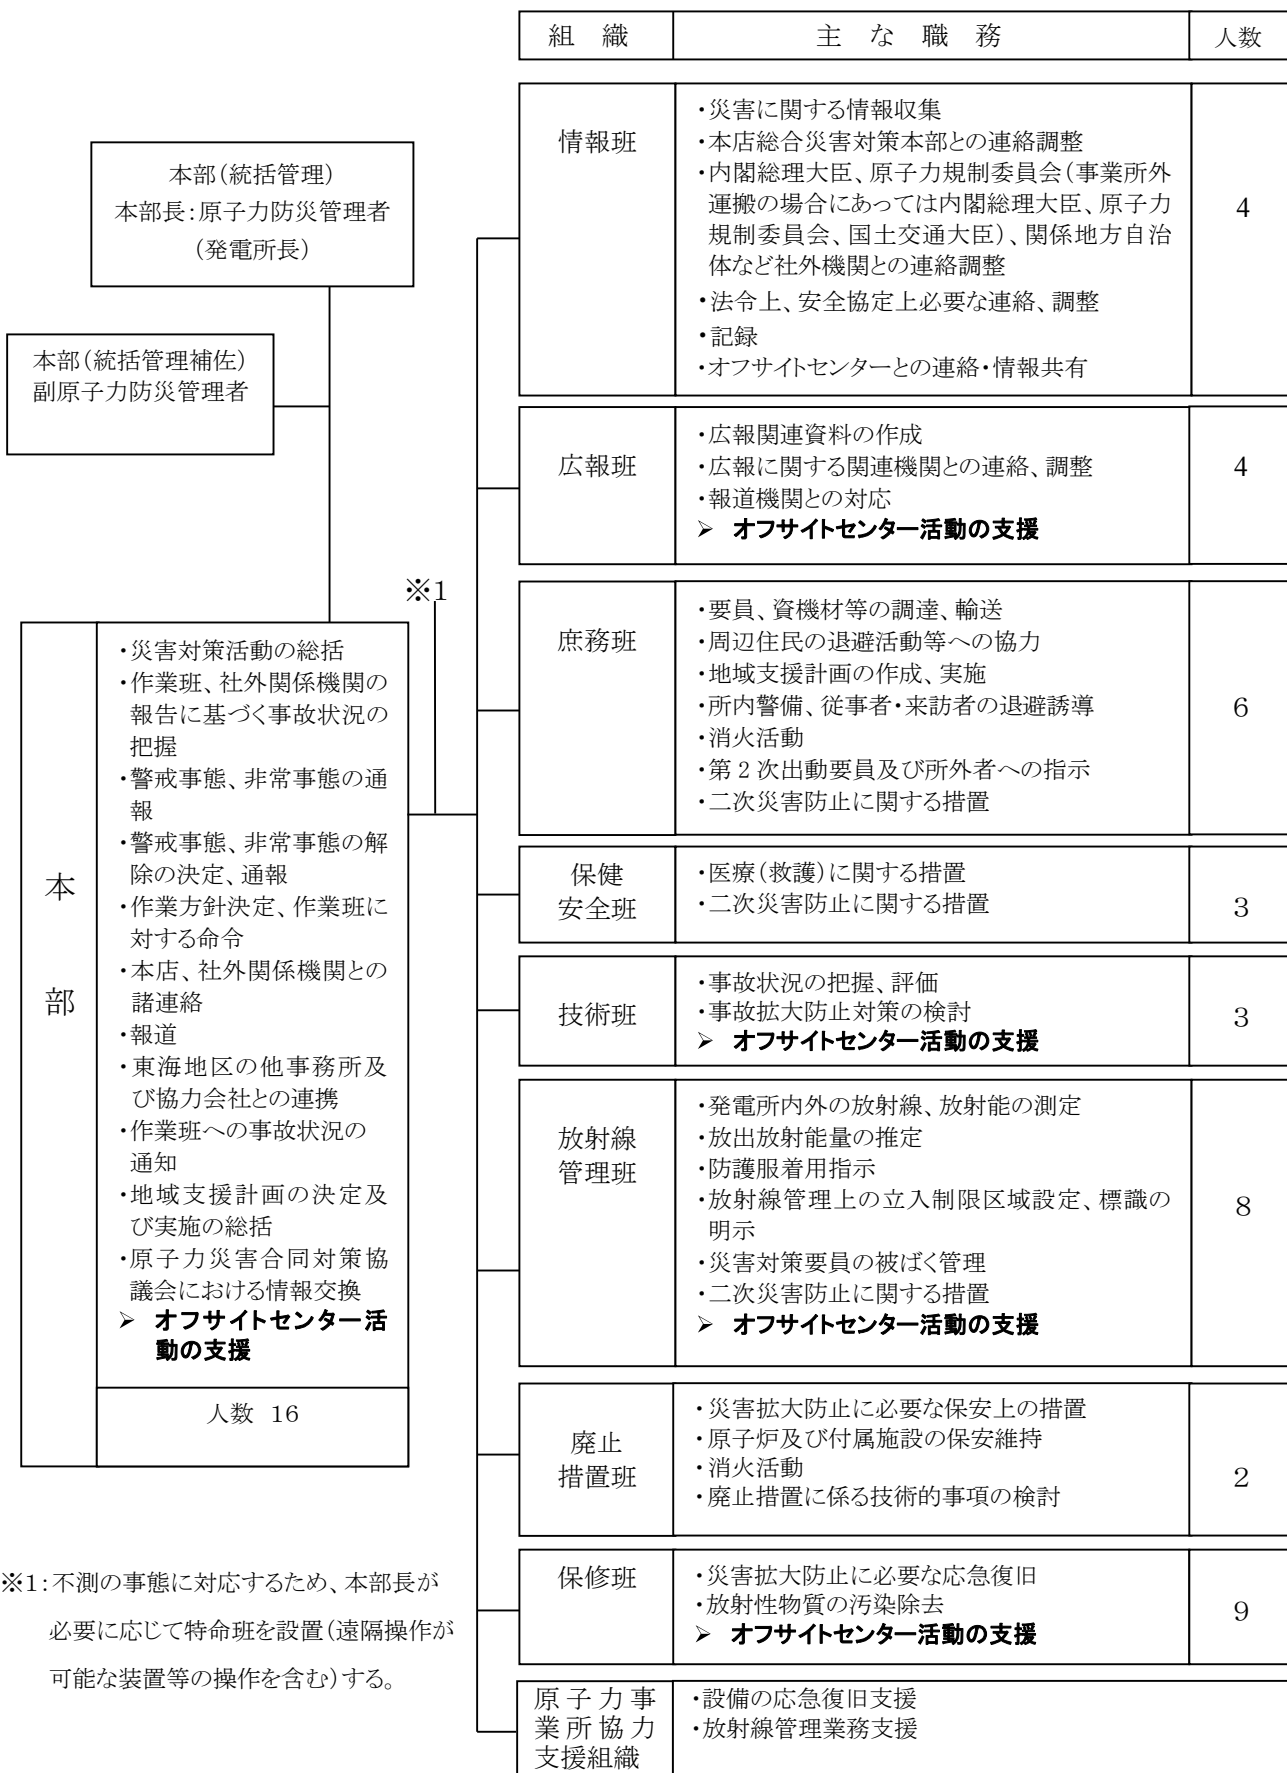 組　織
主　な　職　務
人数
本部（統括管理）
本部長：原子力防災管理者
（発電所長）
本部（統括管理補佐）
副原子力防災管理者
※1
本
部
・災害対策活動の総括
・作業班、社外関係機関の
報告に基づく事故状況の
把握
・警戒事態、非常事態の通
報
・警戒事態、非常事態の解
除の決定、通報
・作業方針決定、作業班に
対する命令
・本店、社外関係機関との
諸連絡
・報道
・東海地区の他事務所及
び協力会社との連携
・作業班への事故状況の
通知
・地域支援計画の決定及
び実施の総括
・原子力災害合同対策協
議会における情報交換
➢ オフサイトセンター活
動の支援
人数　16
情報班
・災害に関する情報収集
・本店総合災害対策本部との連絡調整
・内閣総理大臣、原子力規制委員会（事業所外
運搬の場合にあっては内閣総理大臣、原子力
規制委員会、国土交通大臣）、関係地方自治
体など社外機関との連絡調整
・法令上、安全協定上必要な連絡、調整
・記録
・オフサイトセンターとの連絡・情報共有
4
広報班
・広報関連資料の作成
・広報に関する関連機関との連絡、調整
・報道機関との対応
➢ オフサイトセンター活動の支援
4
庶務班
・要員、資機材等の調達、輸送
・周辺住民の退避活動等への協力
・地域支援計画の作成、実施
・所内警備、従事者・来訪者の退避誘導
・消火活動
・第２次出動要員及び所外者への指示
・二次災害防止に関する措置
6
保健
安全班
・医療（救護）に関する措置
・二次災害防止に関する措置
3
技術班
・事故状況の把握、評価
・事故拡大防止対策の検討
➢ オフサイトセンター活動の支援
3
放射線
管理班
・発電所内外の放射線、放射能の測定
・放出放射能量の推定
・防護服着用指示
・放射線管理上の立入制限区域設定、標識の
明示
・災害対策要員の被ばく管理
・二次災害防止に関する措置
➢ オフサイトセンター活動の支援
8
廃止
措置班
・災害拡大防止に必要な保安上の措置
・原子炉及び付属施設の保安維持
・消火活動
・廃止措置に係る技術的事項の検討
2
保修班
・災害拡大防止に必要な応急復旧
・放射性物質の汚染除去
➢ オフサイトセンター活動の支援
9
原子力事
業所協力
支援組織
・設備の応急復旧支援
・放射線管理業務支援
※1：不測の事態に対応するため、本部長が
必要に応じて特命班を設置（遠隔操作が
可能な装置等の操作を含む）する。